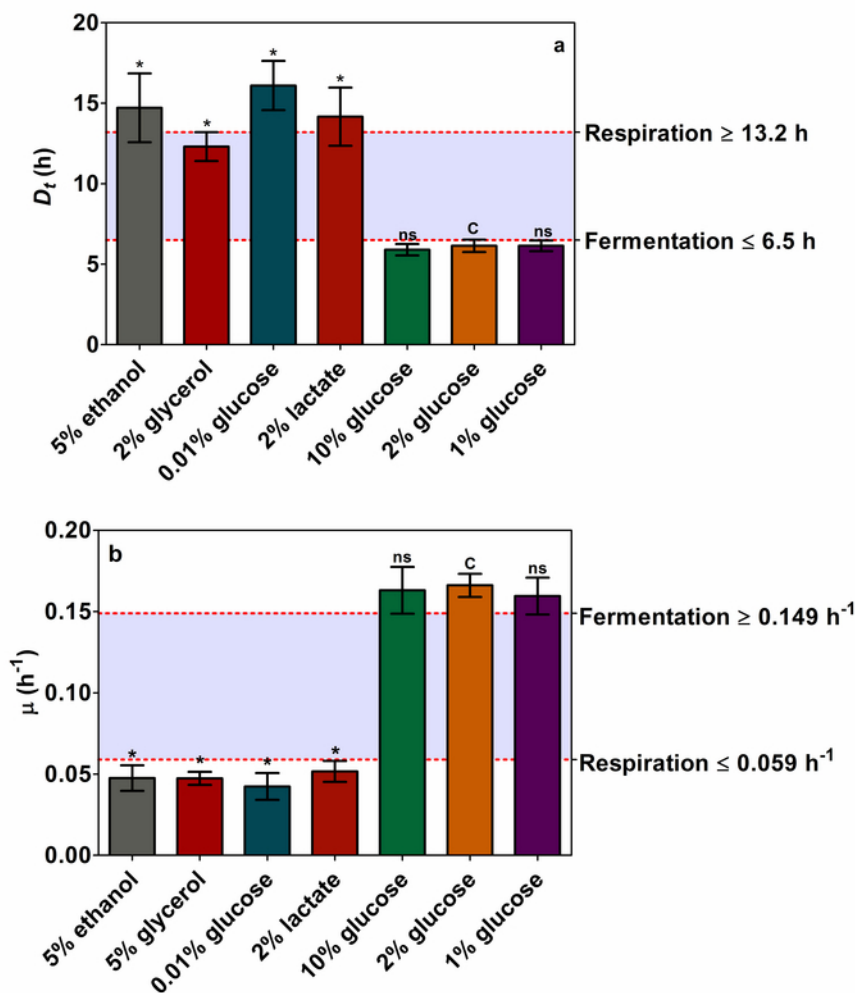 a
20
15
10
5
0
D_t (h)
* * * * ns C ns
Respiration ≥ 13.2 h
Fermentation ≤ 6.5 h
5% ethanol
2% glycerol
0.01% glucose
2% lactate
10% glucose
2% glucose
1% glucose
b
0.20
0.15
0.10
0.05
0.00
μ (h⁻¹)
* * * * ns C ns
Fermentation ≥ 0.149 h⁻¹
Respiration ≤ 0.059 h⁻¹
5% ethanol
5% glycerol
0.01% glucose
2% lactate
10% glucose
2% glucose
1% glucose